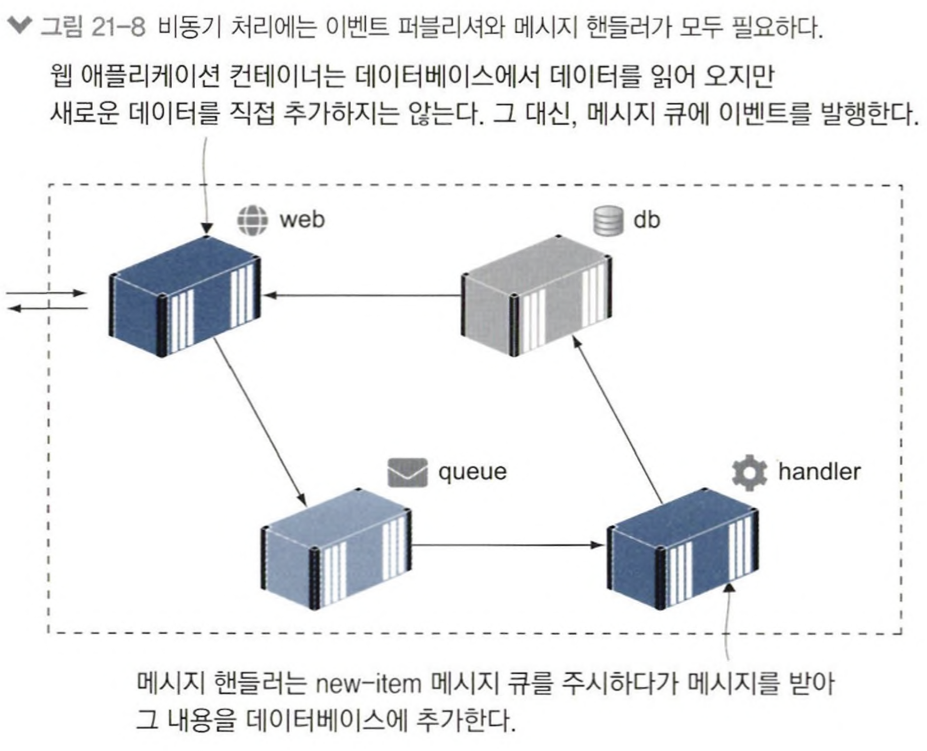 그림 21-8 비동기 처리에는 이벤트 퍼블리셔와 메시지 핸들러가 모두 필요하다.
웹 애플리케이션 컨테이너는 데이터베이스에서 데이터를 읽어 오지만
새로운 데이터를 직접 추가하지는 않는다. 그 대신, 메시지 큐에 이벤트를 발행한다.
web
db
queue
handler
메시지 핸들러는 new-item 메시지 큐를 주시하다가 메시지를 받아
그 내용을 데이터베이스에 추가한다.